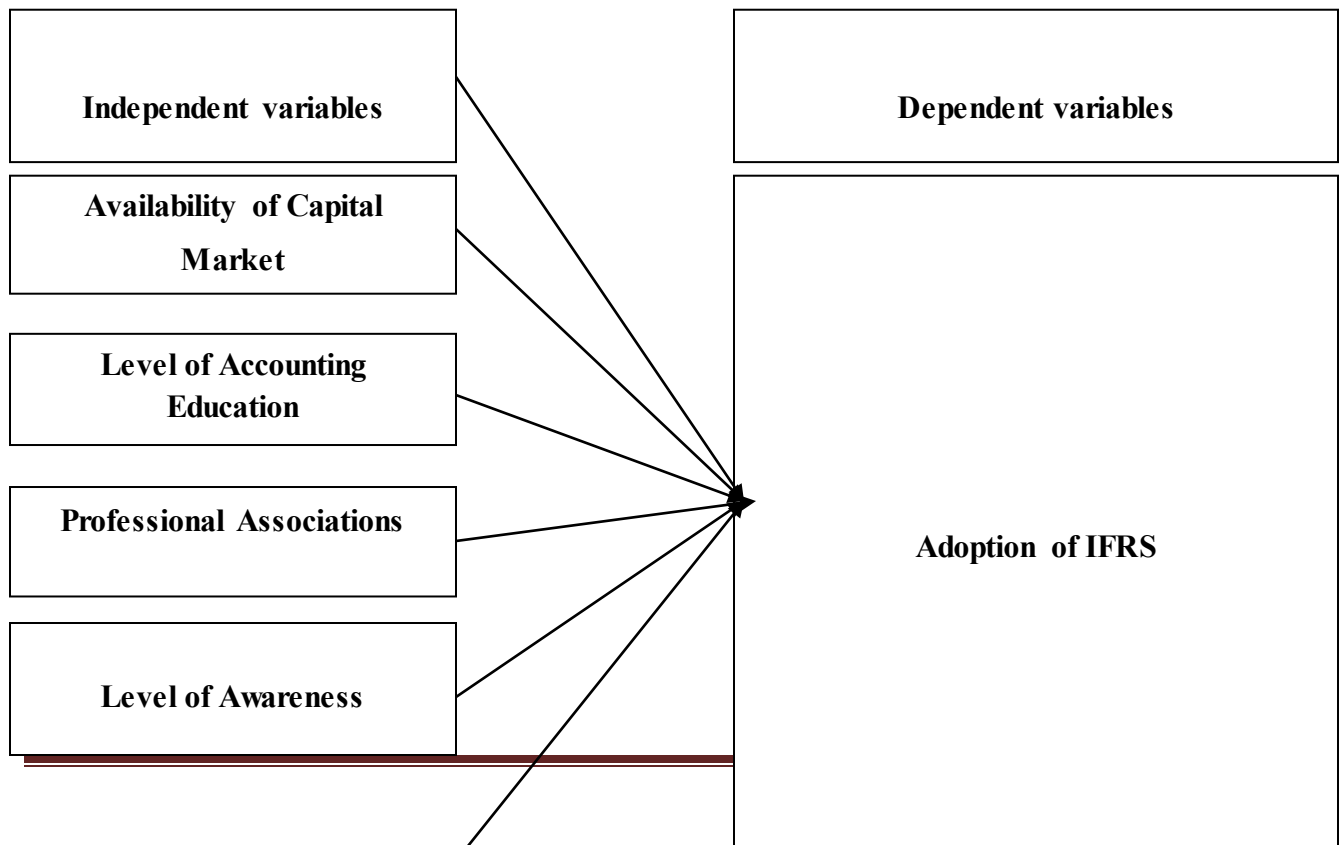 Independent variables
Dependent variables
Availability of Capital
Market
Level of Accounting
Education
Professional Associations
Adoption of IFRS
Level of Awareness